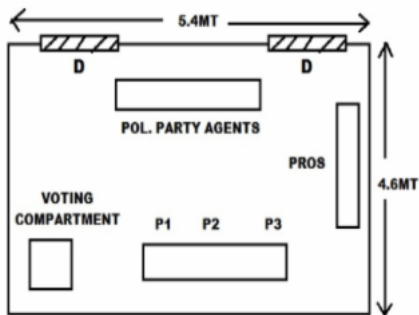 5.4MT
D D
POL. PARTY AGENTS
PROS
4.6MT
VOTING
COMPARTMENT
P1 P2 P3